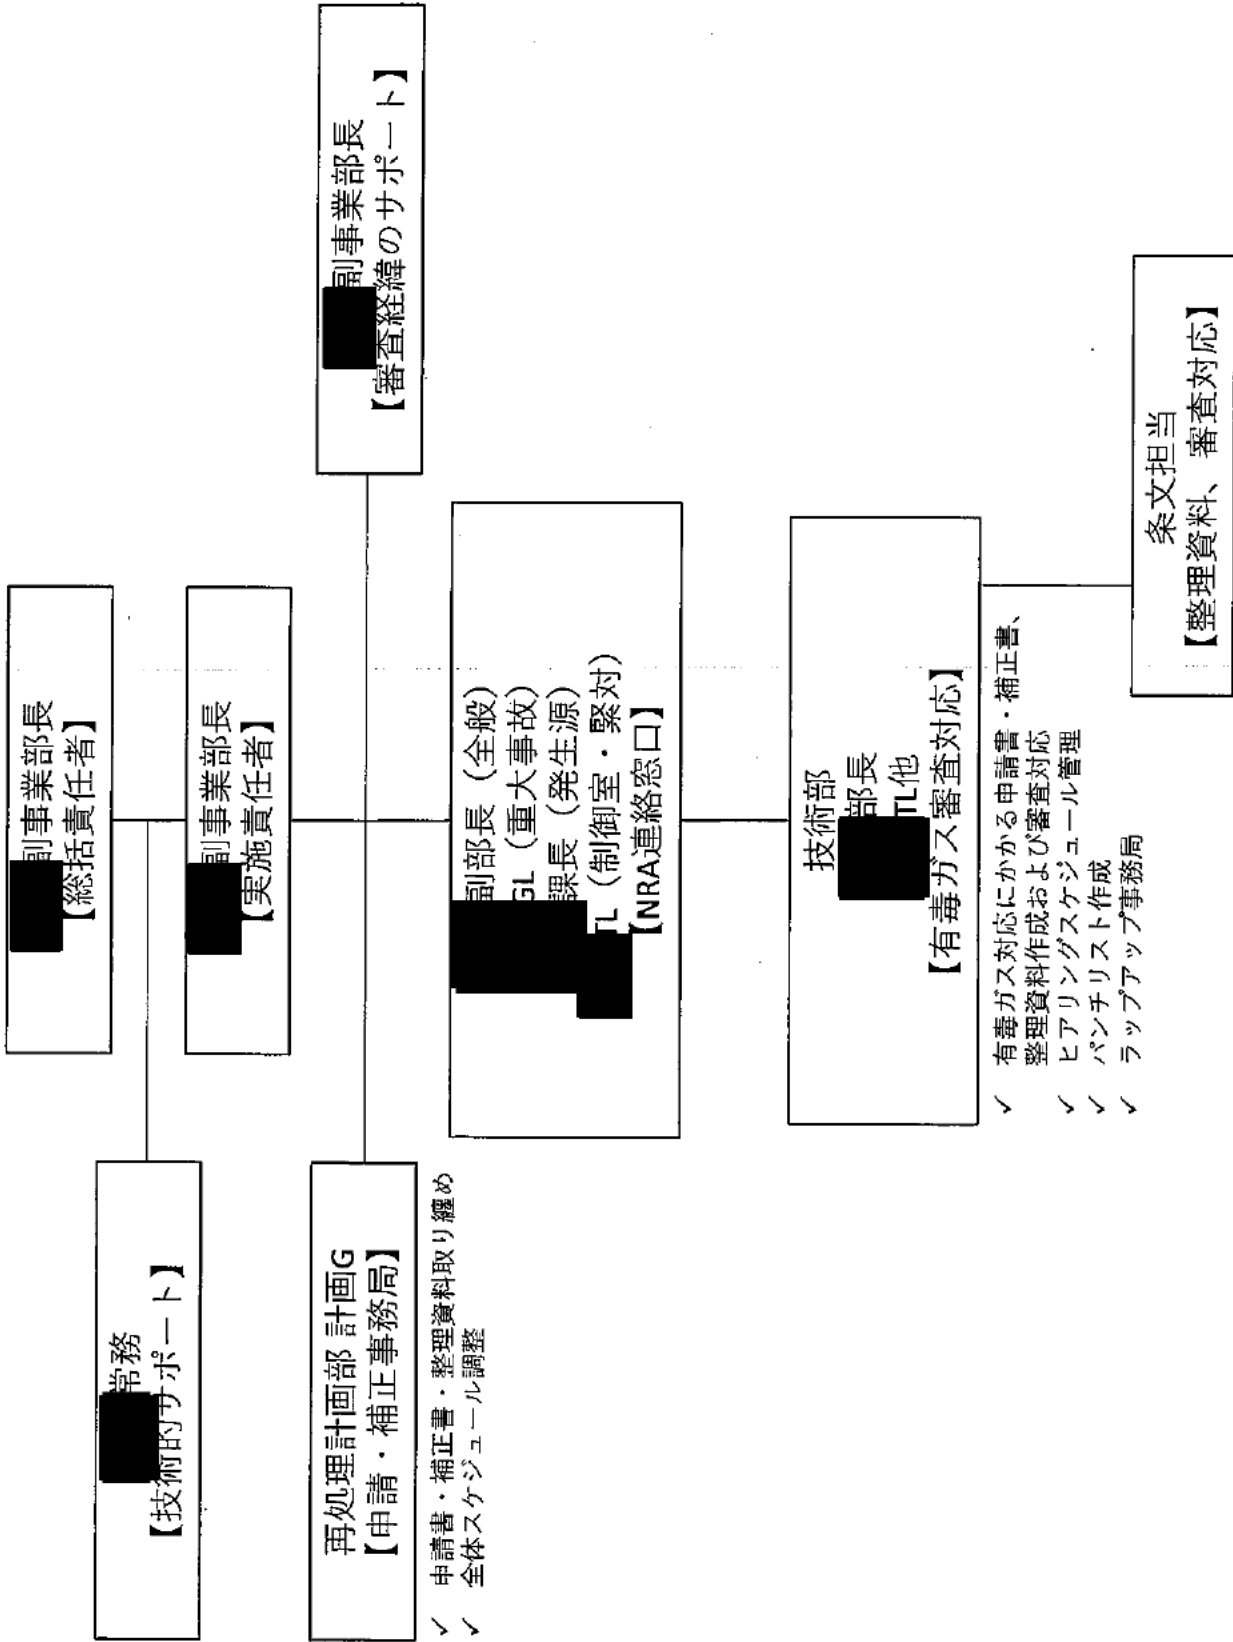 副事業部長
【総括責任者】
常務
【技術的サポート】
副事業部長
【実施責任者】
再処理計画部 計画G
【申請・補正事務局】
✓ 申請書・補正書・整理資料取り纏め
✓ 全体スケジュール調整
副事業部長
【審査経緯のサポート】
副部長（全般）
GL（重大事故）
課長（発生源）
TL（制御室・緊対）
【NRA連絡窓口】
技術部
部長
TL他
【有毒ガス審査対応】
✓ 有毒ガス対応にかかる申請書・補正書、
整理資料作成および審査対応
✓ ヒアリングスケジュール管理
✓ パンチリスト作成
✓ ラップアップ事務局
条文担当
【整理資料、審査対応】